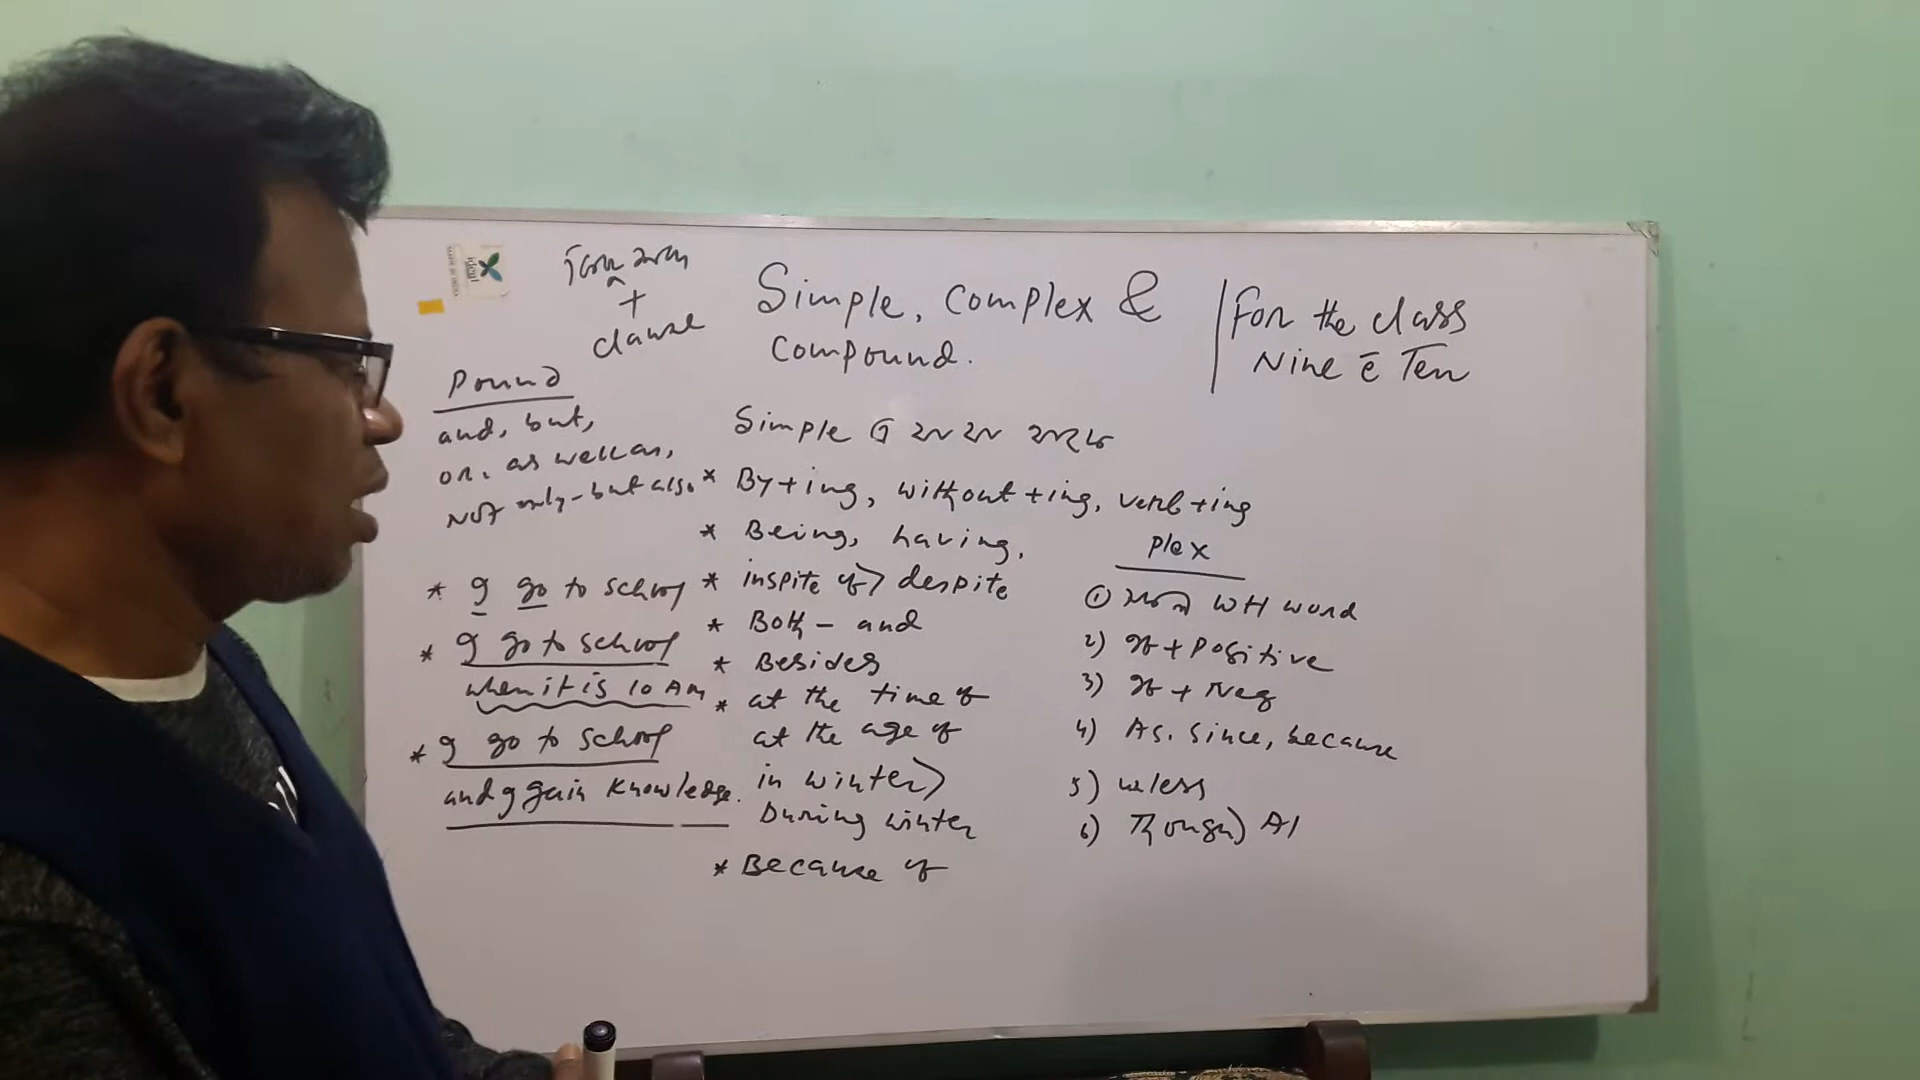 ideal
+
clause
Simple, complex &
compound.
For the class
Nine ē Ten
Pound
and, but,
or, as well as,
Not only - but also
* I go to school
* I go to school
when it is 10 AM
* I go to school
and I gain knowledge.
Simple এ
* By+ing, without+ing, verb+ing
* Being, having,
* inspite of > despite
* Both - and
* Besides
* at the time of
at the age of
in winter >
During winter
* Because of
Plex
① WH word
2) If + Positive
3) If + Neg
4) As, Since, because
5) unless
6) Though) Al